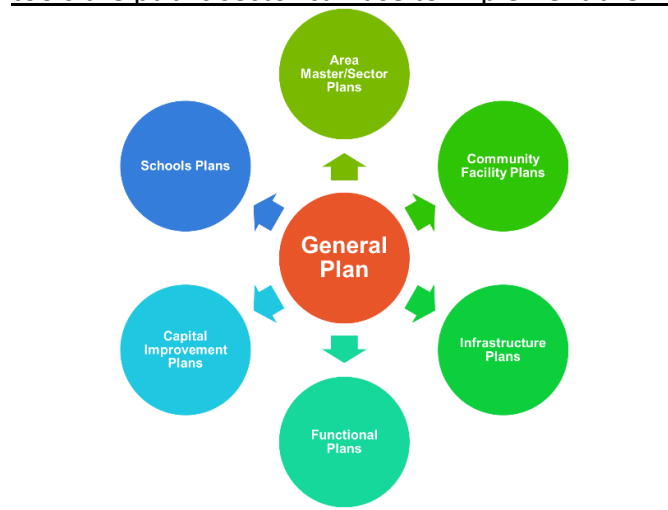 Area
Master/Sector
Plans
Schools Plans
Community
Facility Plans
General
Plan
Capital
Improvement
Plans
Infrastructure
Plans
Functional
Plans